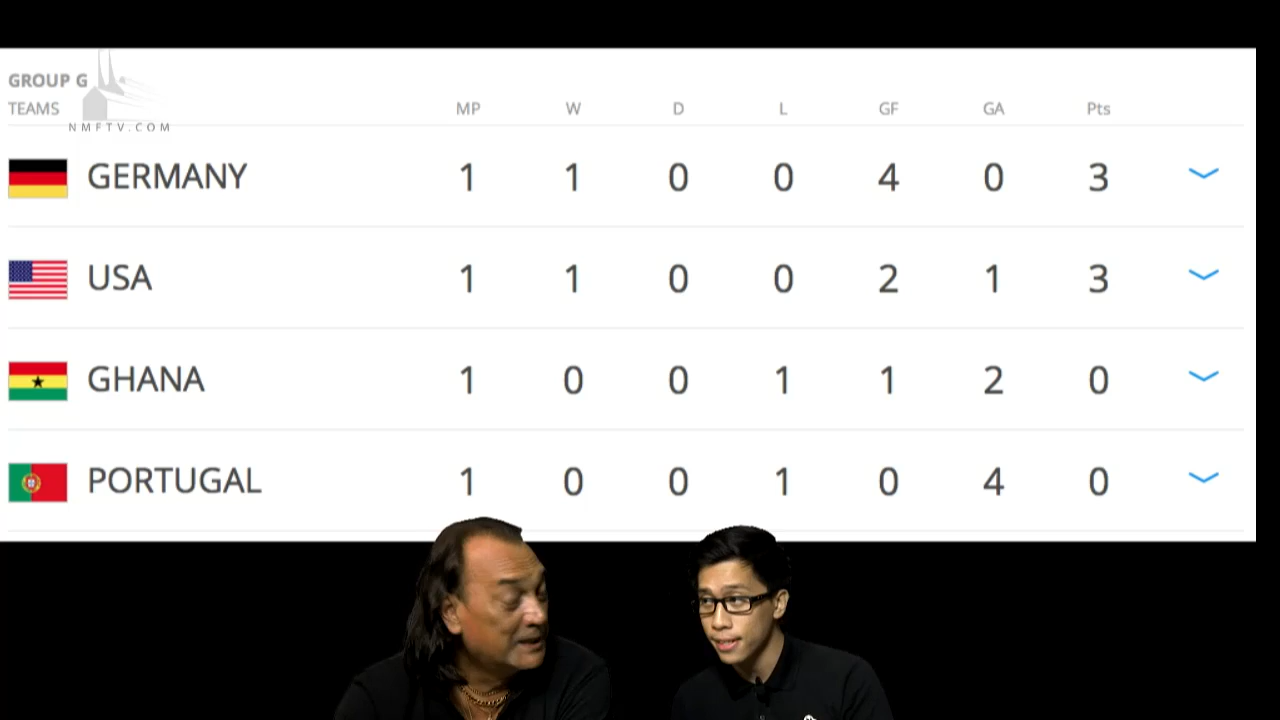 GROUP G
TEAMS MP W D L GF GA Pts
NMFTV.COM
GERMANY 1 1 0 0 4 0 3
USA 1 1 0 0 2 1 3
GHANA 1 0 0 1 1 2 0
PORTUGAL 1 0 0 1 0 4 0